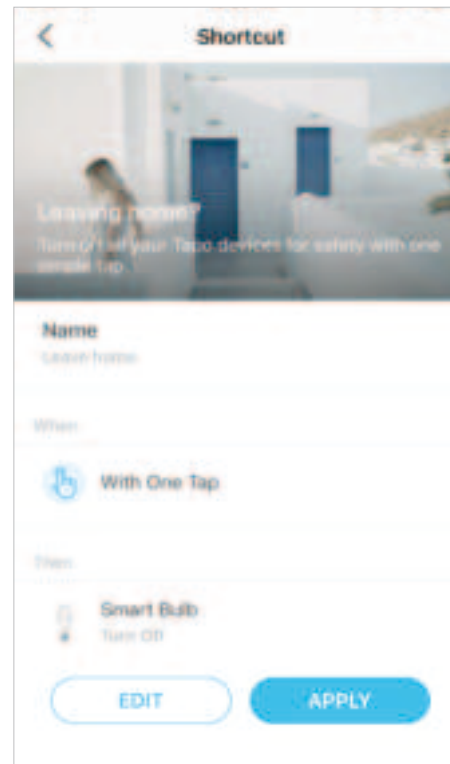 Shortcut
Leaving home?
Turn off all your Tapo devices for safety with one
simple tap.
Name
Leave home
When
With One Tap
Then
Smart Bulb
Turn Off
EDIT
APPLY